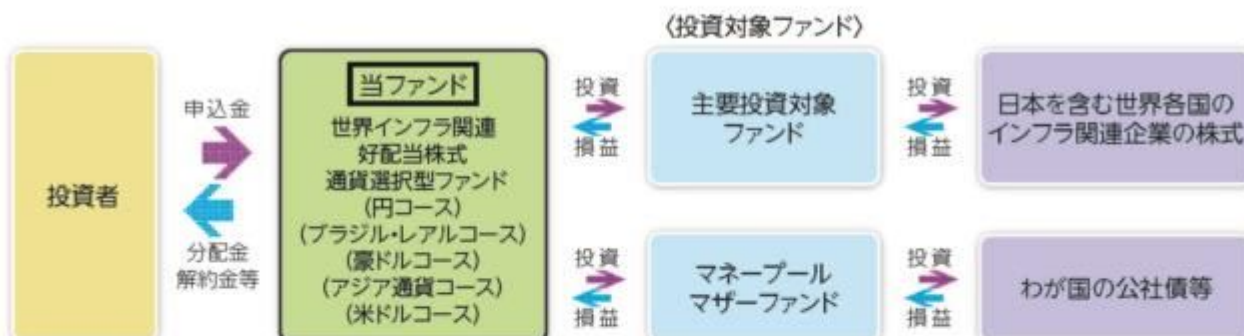 〈投資対象ファンド〉
投資者
申込金
分配金
解約金等
当ファンド
世界インフラ関連
好配当株式
通貨選択型ファンド
(円コース)
(ブラジル・レアルコース)
(豪ドルコース)
(アジア通貨コース)
(米ドルコース)
投資
損益
主要投資対象
ファンド
投資
損益
日本を含む世界各国の
インフラ関連企業の株式
投資
損益
マネープール
マザーファンド
投資
損益
わが国の公社債等